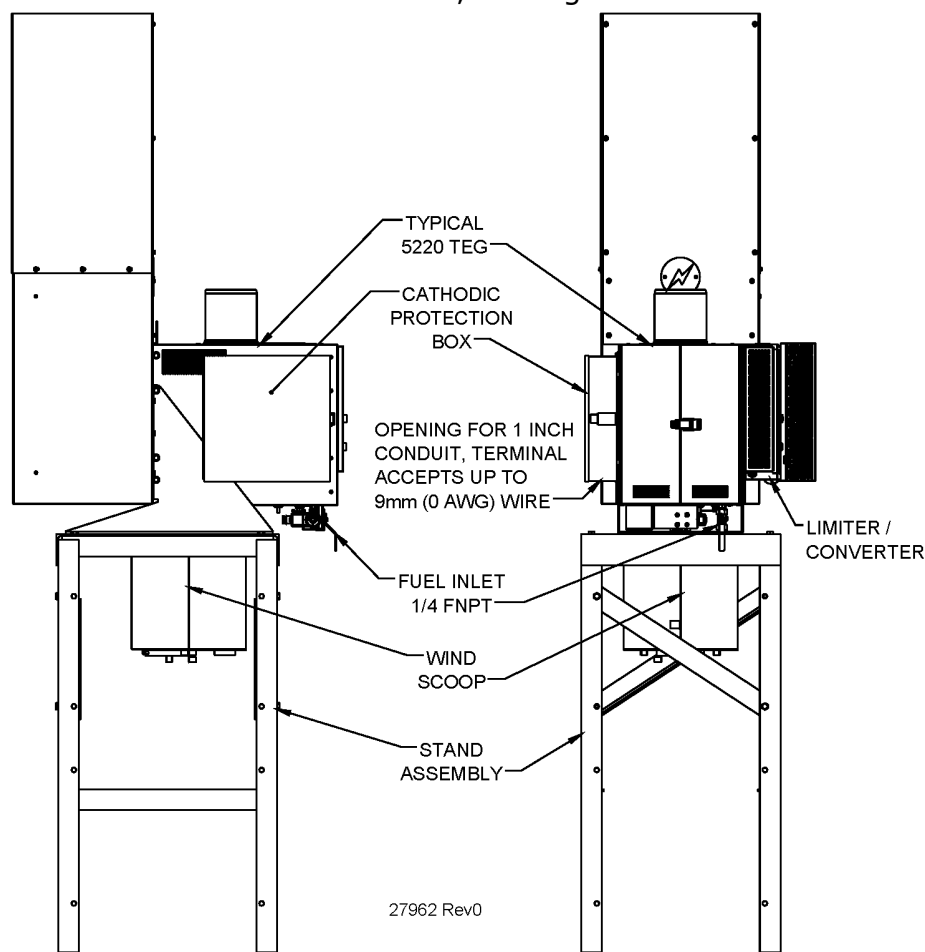 TYPICAL
5220 TEG
CATHODIC
PROTECTION
BOX
OPENING FOR 1 INCH
CONDUIT, TERMINAL
ACCEPTS UP TO
9mm (0 AWG) WIRE
LIMITER /
CONVERTER
FUEL INLET
1/4 FNPT
WIND
SCOOP
STAND
ASSEMBLY
27962 Rev0